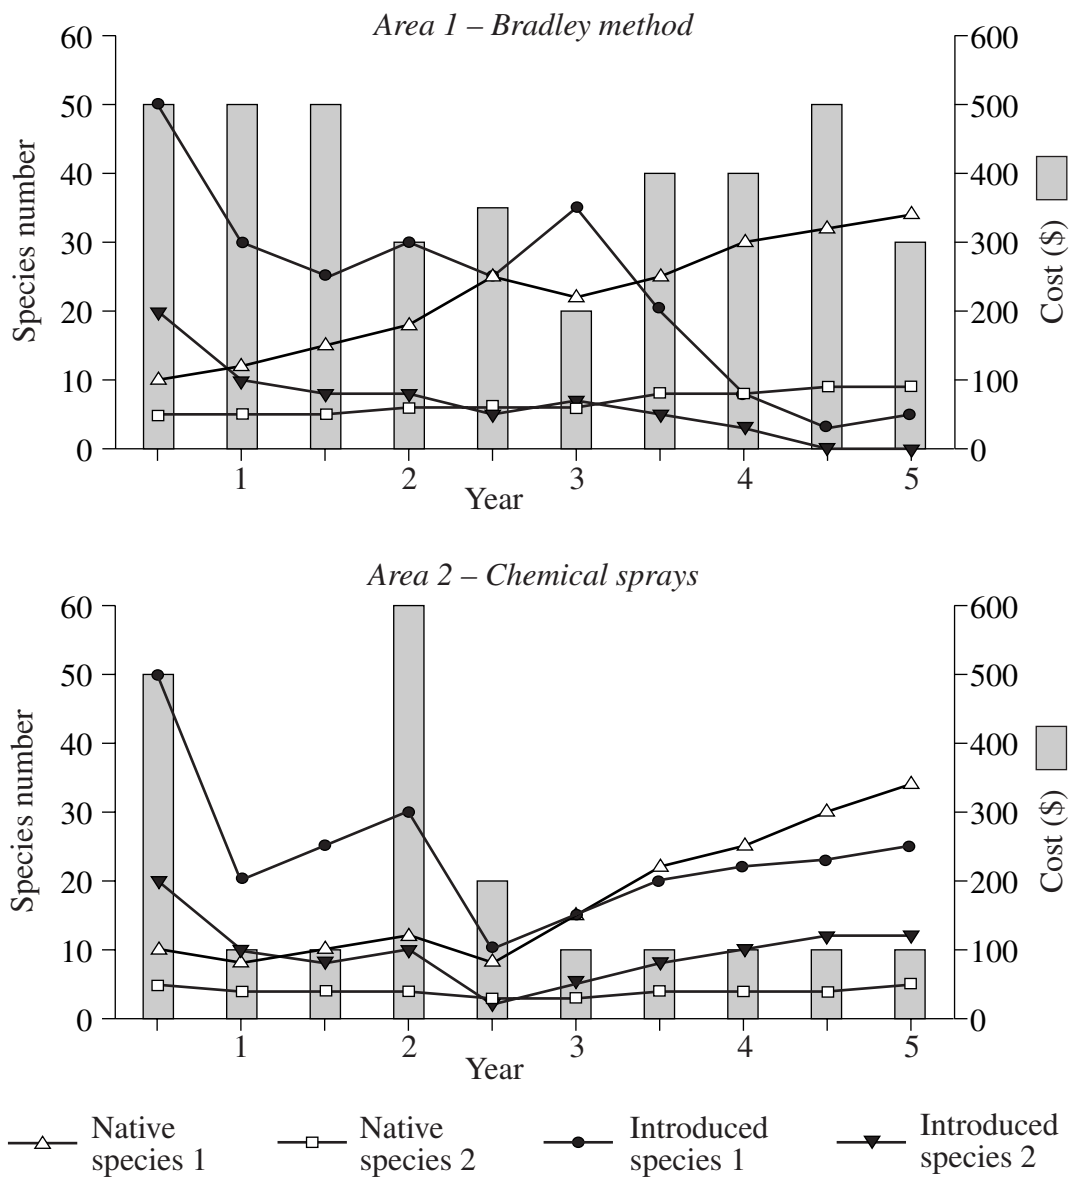 Area 1 – Bradley method
60
50
40
30
20
10
0
Species number
600
500
400
300
200
100
0
Cost ($)
1 2 3 4 5
Year
Area 2 – Chemical sprays
60
50
40
30
20
10
0
Species number
600
500
400
300
200
100
0
Cost ($)
1 2 3 4 5
Year
Native
species 1
Native
species 2
Introduced
species 1
Introduced
species 2